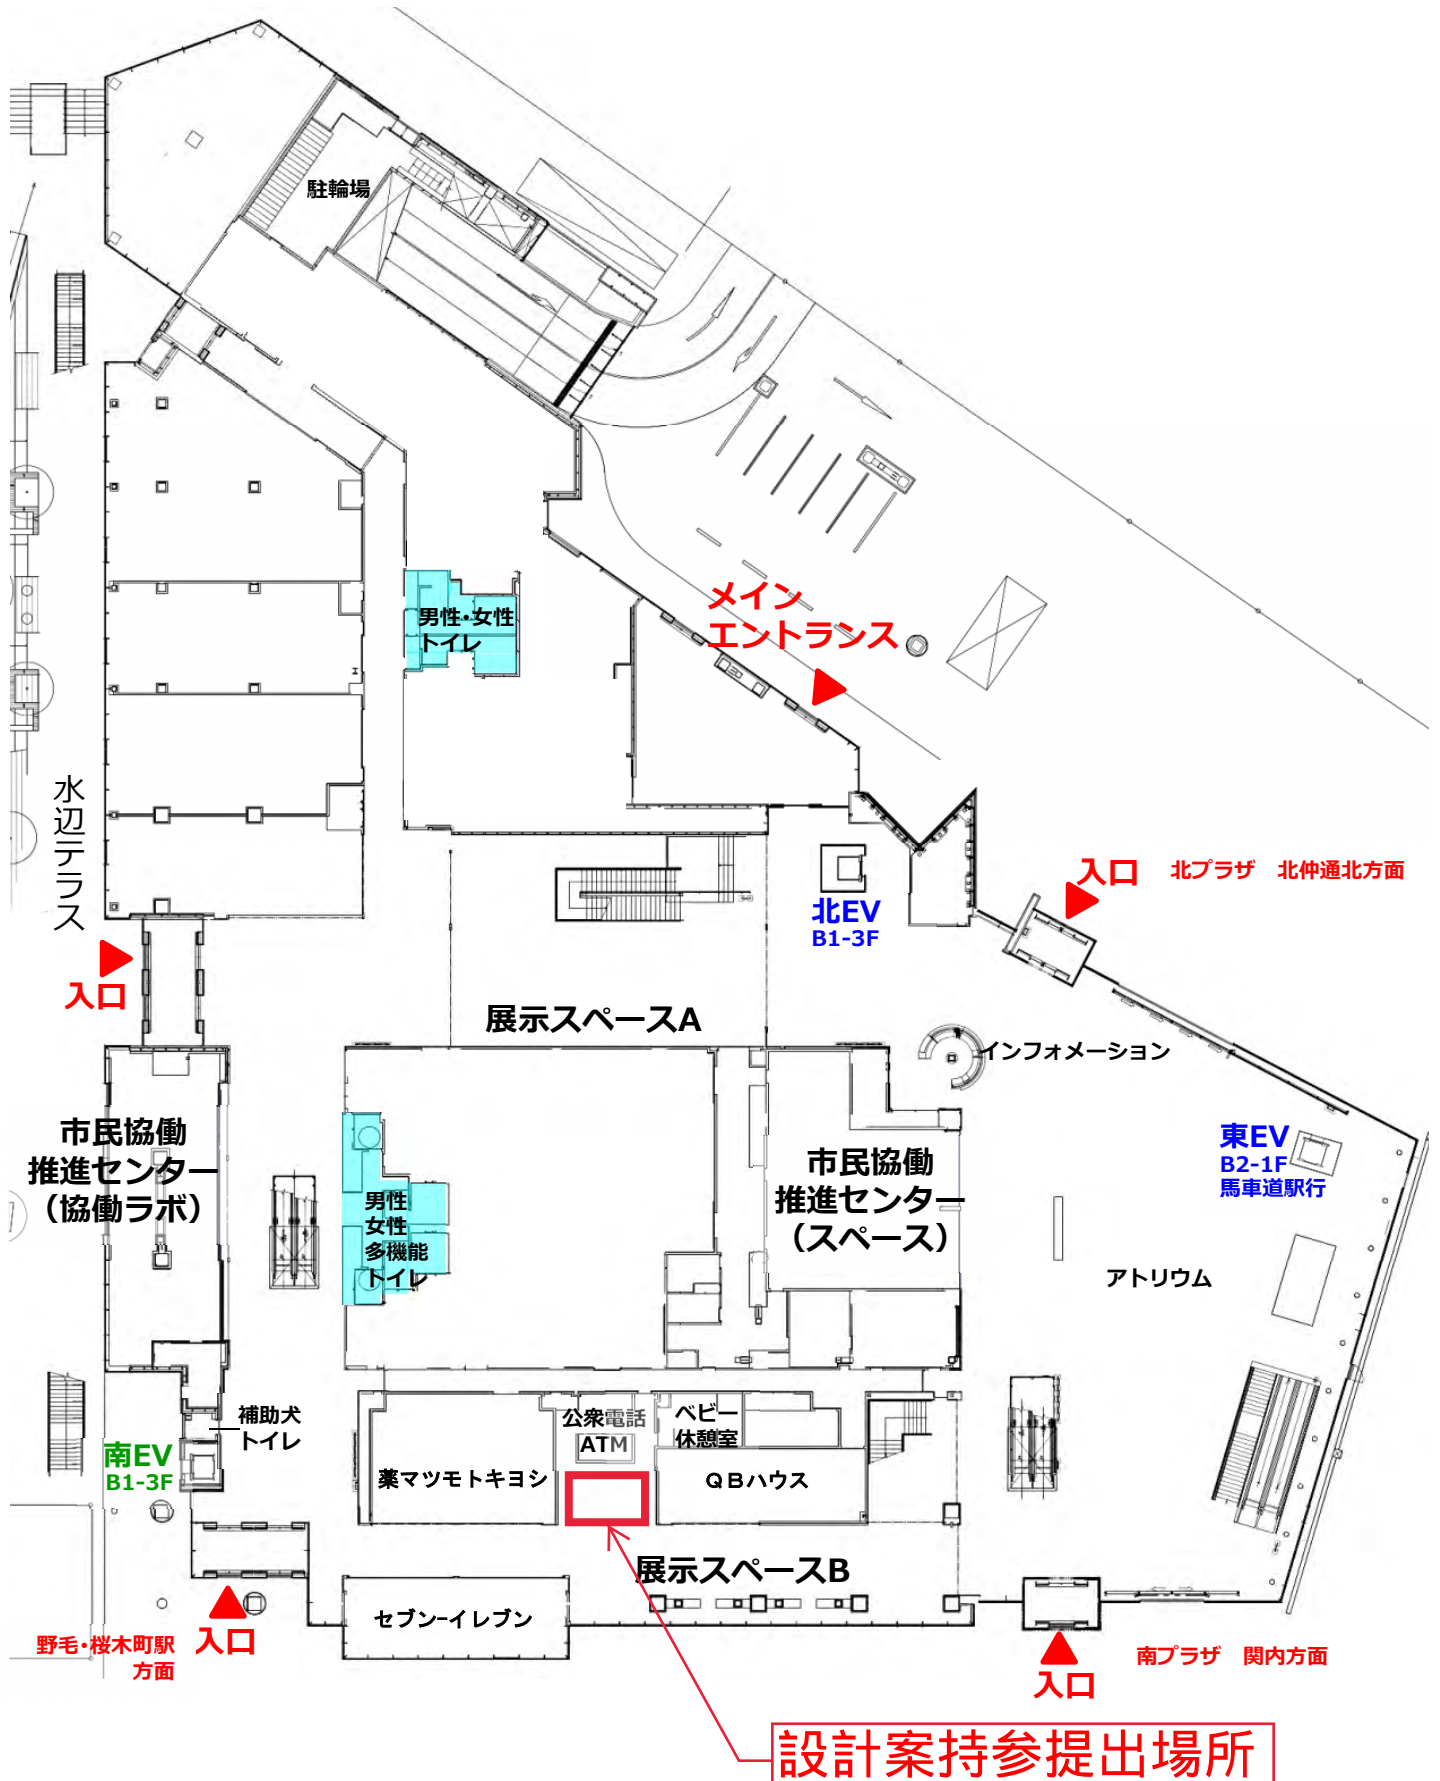 駐輪場
男性・女性
トイレ
メイン
エントランス
水辺テラス
入口
北プラザ　北仲通北方面
北EV
B1-3F
入口
展示スペースA
インフォメーション
市民協働
推進センター
（協働ラボ）
男性
女性
多機能
トイレ
市民協働
推進センター
（スペース）
東EV
B2-1F
馬車道駅行
アトリウム
補助犬
トイレ
南EV
B1-3F
公衆電話
ATM
ベビー
休憩室
薬マツモトキヨシ
ＱＢハウス
展示スペースB
セブン-イレブン
野毛・桜木町駅
方面
入口
入口
南プラザ　関内方面
設計案持参提出場所